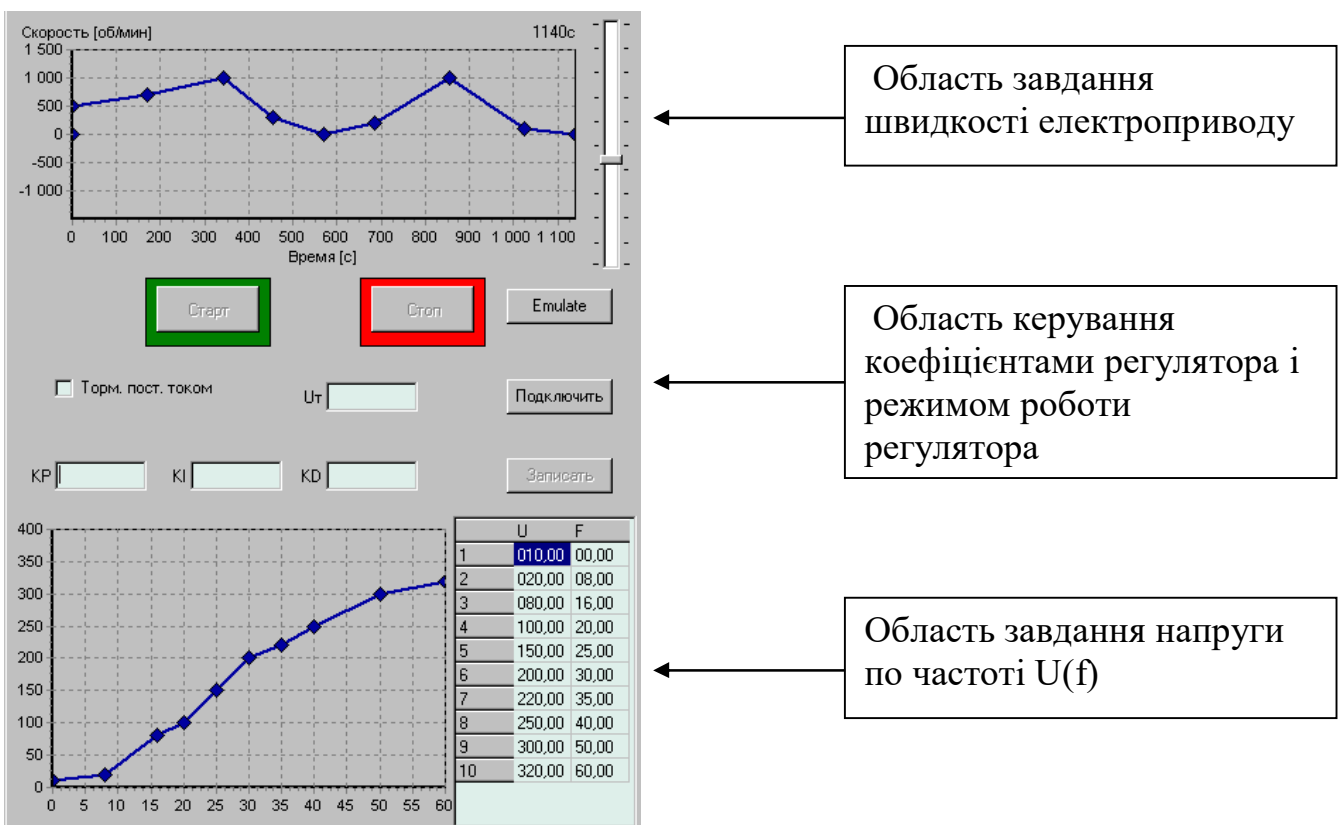 Скорость [об/мин]
1140с
1 500
1 000
500
0
-500
-1 000
0 100 200 300 400 500 600 700 800 900 1 000 1 100
Время [с]
Область завдання
швидкості електроприводу
Старт
Стоп
Emulate
Торм. пост. током
Uт
Подключить
Область керування
коефіцієнтами регулятора і
режимом роботи
регулятора
KP
KI
KD
Записать
400
350
300
250
200
150
100
50
0
0 5 10 15 20 25 30 35 40 45 50 55 60
U F
1 010,00 00,00
2 020,00 08,00
3 080,00 16,00
4 100,00 20,00
5 150,00 25,00
6 200,00 30,00
7 220,00 35,00
8 250,00 40,00
9 300,00 50,00
10 320,00 60,00
Область завдання напруги
по частоті U(f)